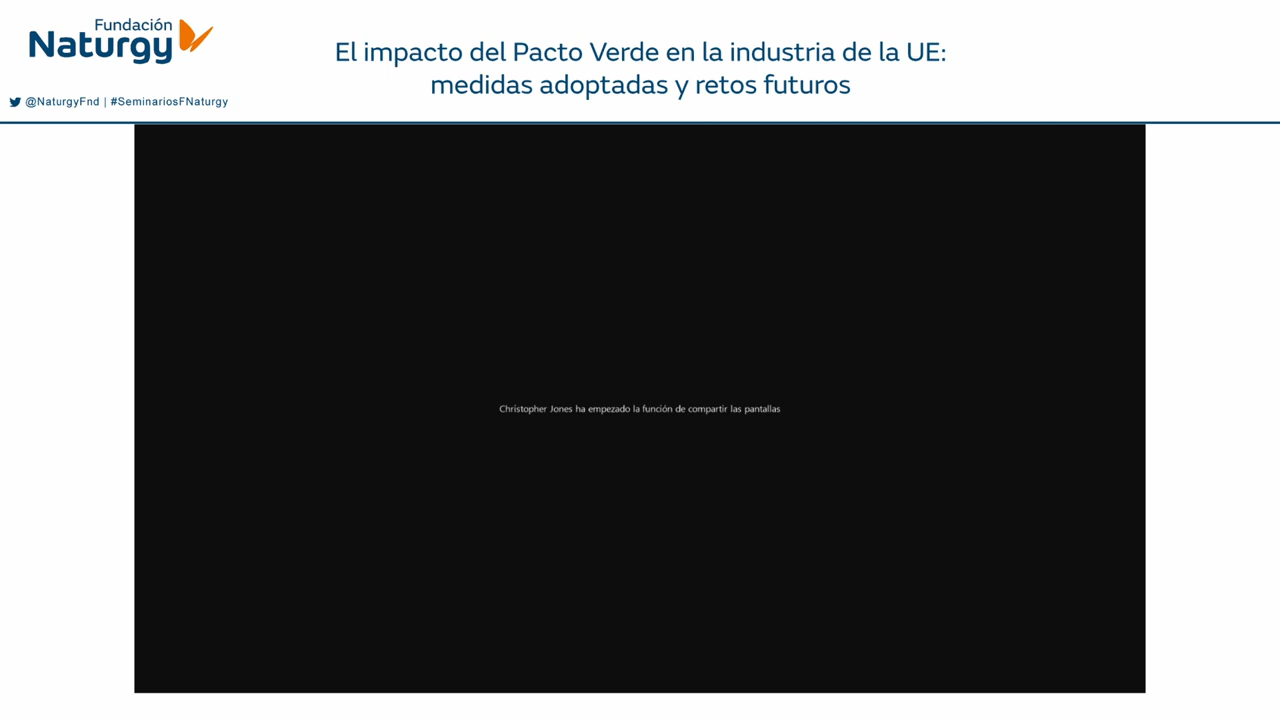 Fundación
Naturgy
El impacto del Pacto Verde en la industria de la UE:
medidas adoptadas y retos futuros
@NaturgyFnd | #SeminariosFNaturgy
Christopher Jones ha empezado la función de compartir las pantallas